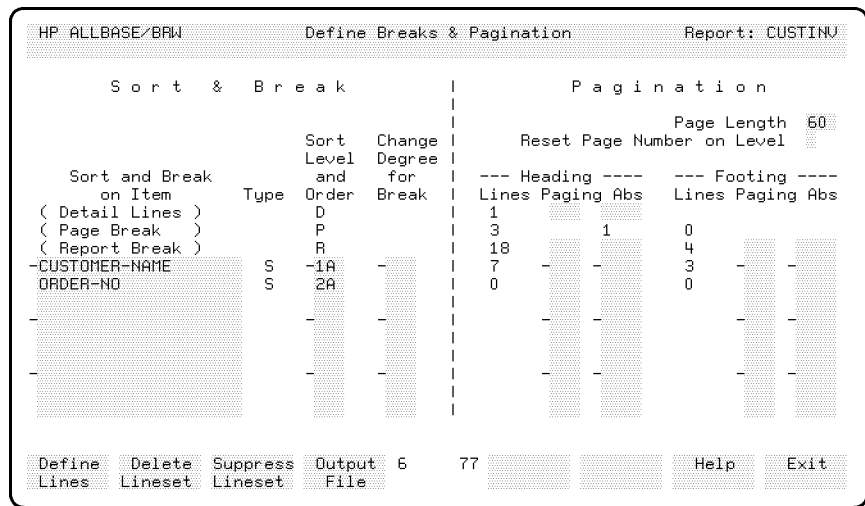 HP ALLBASE/BRW Define Breaks & Pagination Report: CUSTINV
S o r t & B r e a k | P a g i n a t i o n
|
| Page Length 60
Sort Change | Reset Page Number on Level
Level Degree |
Sort and Break and for | --- Heading ---- --- Footing ----
on Item Type Order Break | Lines Paging Abs Lines Paging Abs
( Detail Lines ) D | 1
( Page Break ) P | 3 1 0
( Report Break ) R | 18 4
-CUSTOMER-NAME S -1A - | 7 - - 3 - -
ORDER-NO S 2A | 0 0
|
- - - | - - - -
|
|
- - - | - - - -
|
|
Define Delete Suppress Output 6 77 Help Exit
Lines Lineset Lineset File